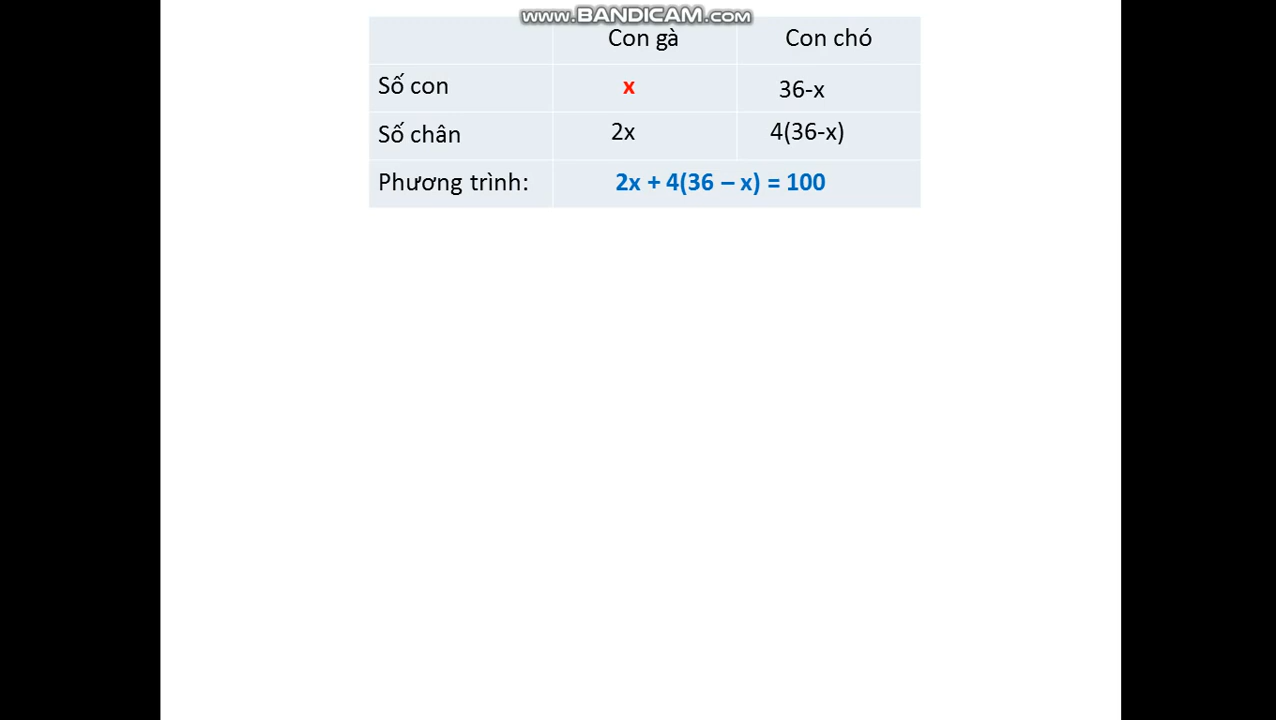 www.BANDICAM.com
Con gà Con chó
Số con x 36-x
Số chân 2x 4(36-x)
Phương trình: 2x + 4(36 – x) = 100